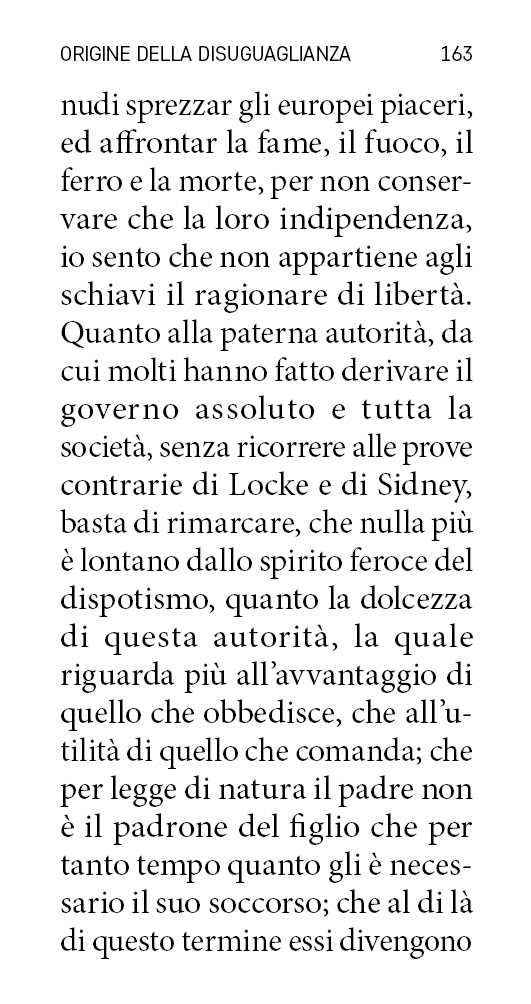 ORIGINE DELLA DISUGUAGLIANZA 163
nudi sprezzar gli europei piaceri,
ed affrontar la fame, il fuoco, il
ferro e la morte, per non conser-
vare che la loro indipendenza,
io sento che non appartiene agli
schiavi il ragionare di libertà.
Quanto alla paterna autorità, da
cui molti hanno fatto derivare il
governo assoluto e tutta la
società, senza ricorrere alle prove
contrarie di Locke e di Sidney,
basta di rimarcare, che nulla più
è lontano dallo spirito feroce del
dispotismo, quanto la dolcezza
di questa autorità, la quale
riguarda più all’avvantaggio di
quello che obbedisce, che all’u-
tilità di quello che comanda; che
per legge di natura il padre non
è il padrone del figlio che per
tanto tempo quanto gli è neces-
sario il suo soccorso; che al di là
di questo termine essi divengono